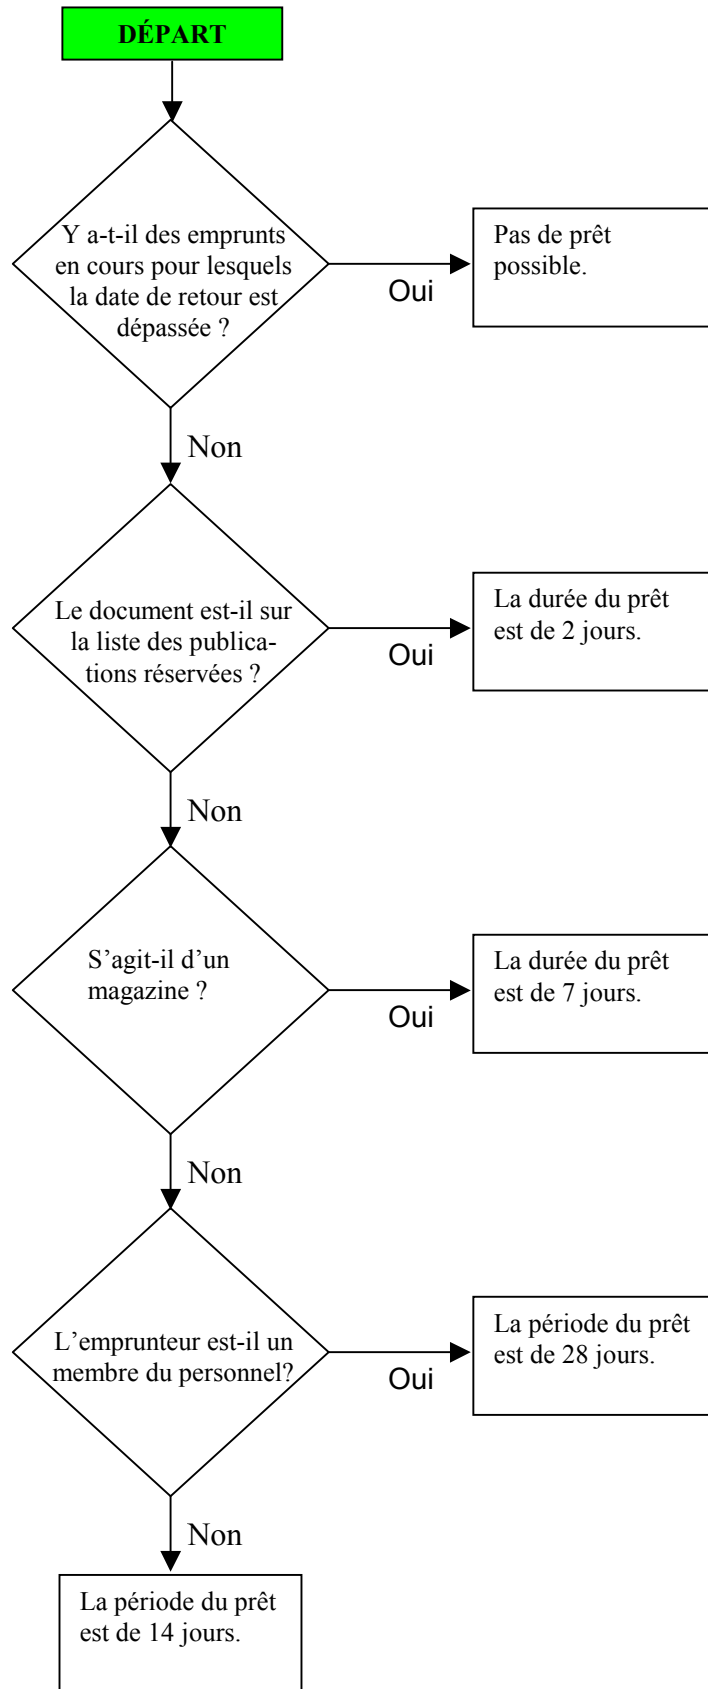 DÉPART
Y a-t-il des emprunts
en cours pour lesquels
la date de retour est
dépassée ?
Oui
Pas de prêt
possible.
Non
Le document est-il sur
la liste des publica-
tions réservées ?
Oui
La durée du prêt
est de 2 jours.
Non
S’agit-il d’un
magazine ?
Oui
La durée du prêt
est de 7 jours.
Non
L’emprunteur est-il un
membre du personnel?
Oui
La période du prêt
est de 28 jours.
Non
La période du prêt
est de 14 jours.